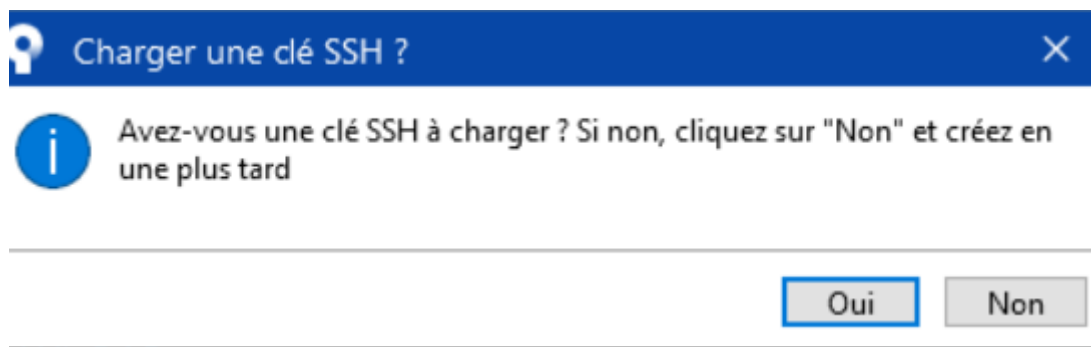 Charger une clé SSH ?
Avez-vous une clé SSH à charger ? Si non, cliquez sur "Non" et créez en
une plus tard
Oui
Non